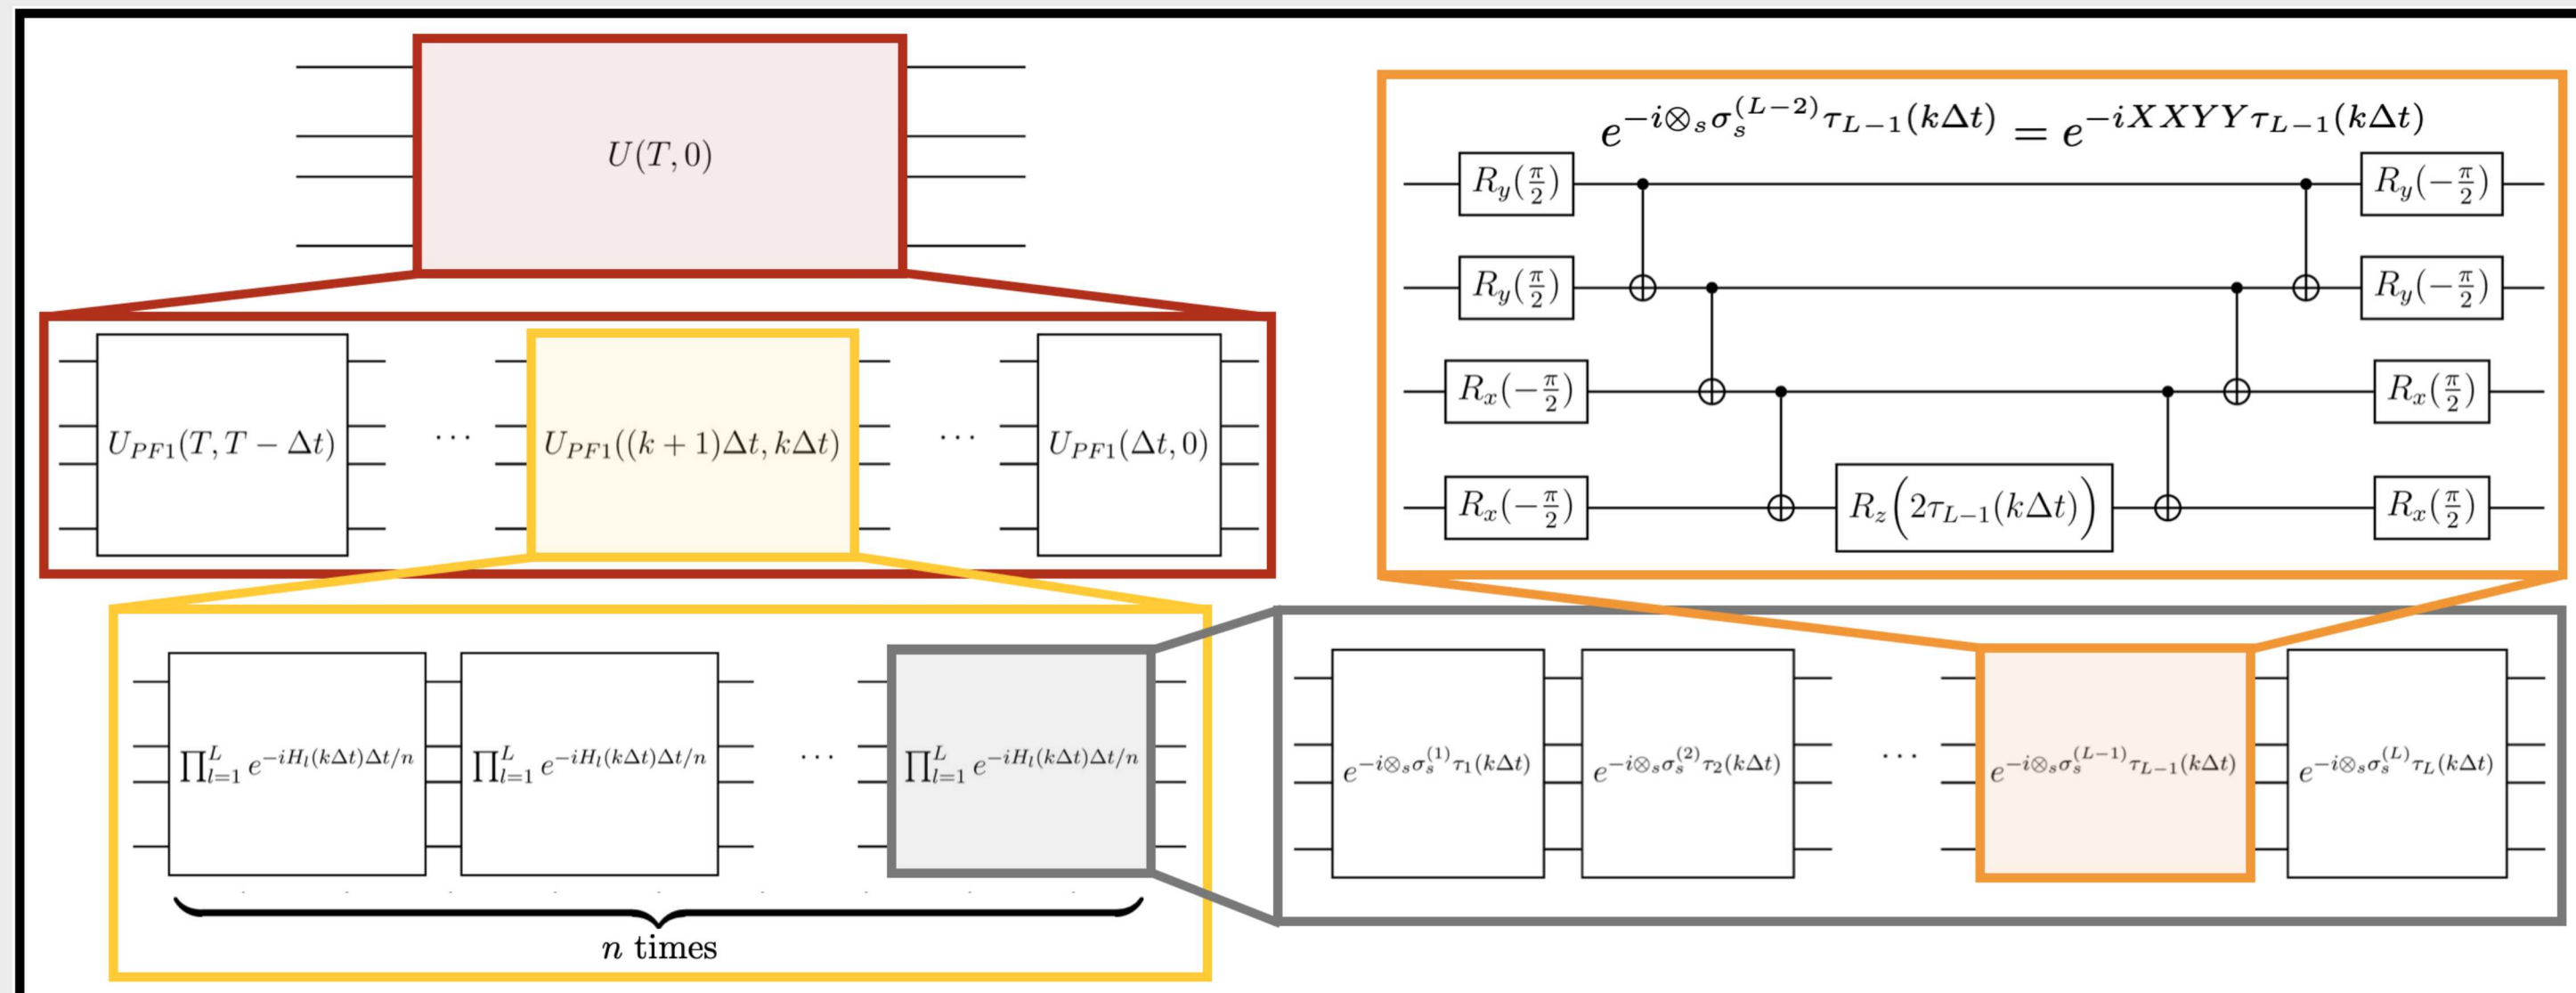 U(T, 0)
U_{PF1}(T, T − Δt)
···
U_{PF1}((k + 1)Δt, kΔt)
···
U_{PF1}(Δt, 0)
∏_{l=1}^{L} e^{−iH_l(kΔt)Δt/n}
∏_{l=1}^{L} e^{−iH_l(kΔt)Δt/n}
···
∏_{l=1}^{L} e^{−iH_l(kΔt)Δt/n}
n times
e^{−i⊗_s σ_s^{(L−2)} τ_{L−1}(kΔt)} = e^{−iXXYYτ_{L−1}(kΔt)}
R_y(π/2)
R_y(−π/2)
R_y(π/2)
R_y(−π/2)
R_x(−π/2)
R_x(π/2)
R_x(−π/2)
R_z(2τ_{L−1}(kΔt))
R_x(π/2)
e^{−i⊗_s σ_s^{(1)} τ_1(kΔt)}
e^{−i⊗_s σ_s^{(2)} τ_2(kΔt)}
···
e^{−i⊗_s σ_s^{(L−1)} τ_{L−1}(kΔt)}
e^{−i⊗_s σ_s^{(L)} τ_L(kΔt)}